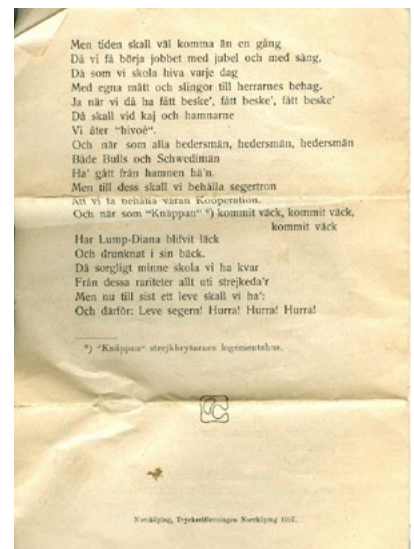 Men tiden skall väl komma än en gång
Då vi få börja jobbet med jubel och med sång.
Då som vi skola hiva varje dag
Med egna mått och slingor till herrarnes behag.
Ja när vi då ha fått beske', fått beske', fått beske'
Då skall vid kaj och hamnarne
Vi åter "hivoé".
Och när som alla hedersmän, hedersmän, hedersmän
Både Bulls och Schwedimän
Ha' gått från hamnen hä'n.
Men till dess skall vi behålla segertron
Att vi få behålla våran Kooperation.
Och när som "Knäppan" *) kommit väck, kommit väck,
kommit väck
Har Lump-Diana blifvit läck
Och drunknat i sin bäck.
Då sorgligt minne skola vi ha kvar
Från dessa rariteter allt uti strejkeda'r
Men nu till sist ett leve skall vi ha':
Och därför: Leve segern! Hurra! Hurra! Hurra!
*) "Knäppan" strejkbrytarnes logementshus.
Norrköping, Tryckeriföreningen Norrköping 1907.